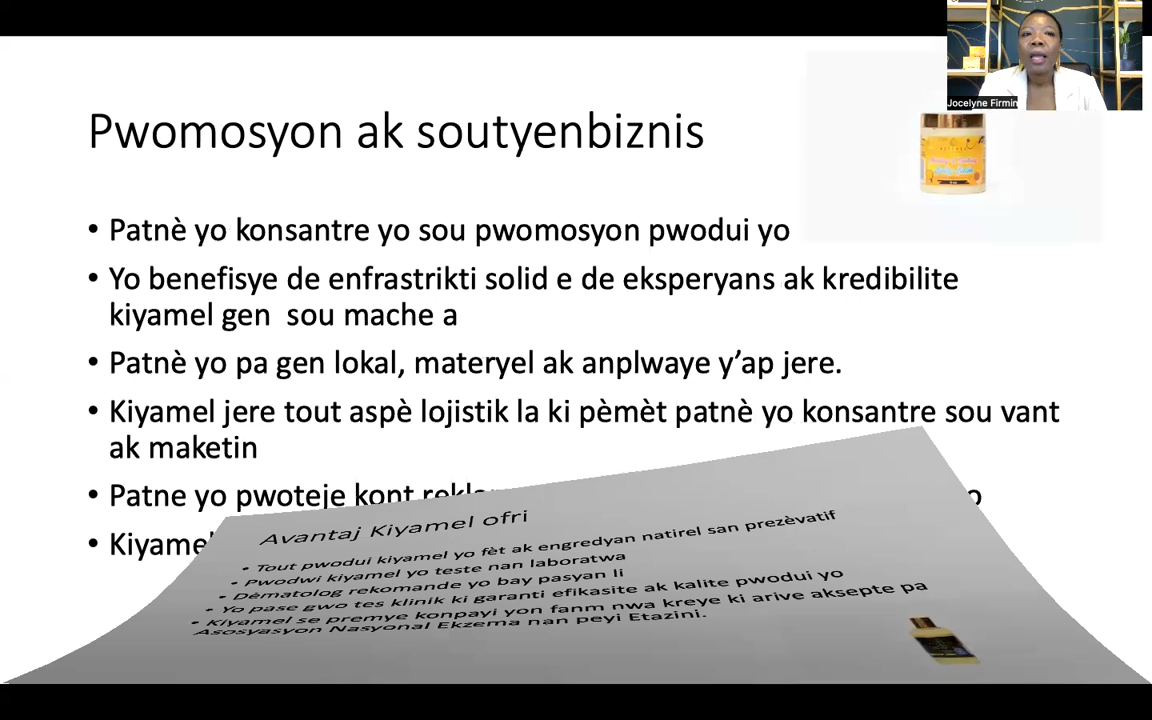 Jocelyne Firmin
Pwomosyon ak soutyenbiznis
• Patnè yo konsantre yo sou pwomosyon pwodui yo
• Yo benefisye de enfrastrikti solid e de eksperyans ak kredibilite
kiyamel gen sou mache a
• Patnè yo pa gen lokal, materyel ak anplwaye y’ap jere.
• Kiyamel jere tout aspè lojistik la ki pèmèt patnè yo konsantre sou vant
ak maketin
• Patne yo pwoteje kont
• Kiyamel
Avantaj Kiyamel ofri
• Tout pwodui kiyamel yo fèt ak engredyan natirel san prezèvatif
• Pwodwi kiyamel yo teste nan laboratwa
• Dèmatolog rekomande yo bay pasyan li
• Yo pase gwo tes klinik ki garanti efikasite ak kalite pwodui yo
• Kiyamel se premye konpayi yon fanm nwa kreye ki arive aksepte pa
Asosyasyon Nasyonal Ekzema nan peyi Etazini.